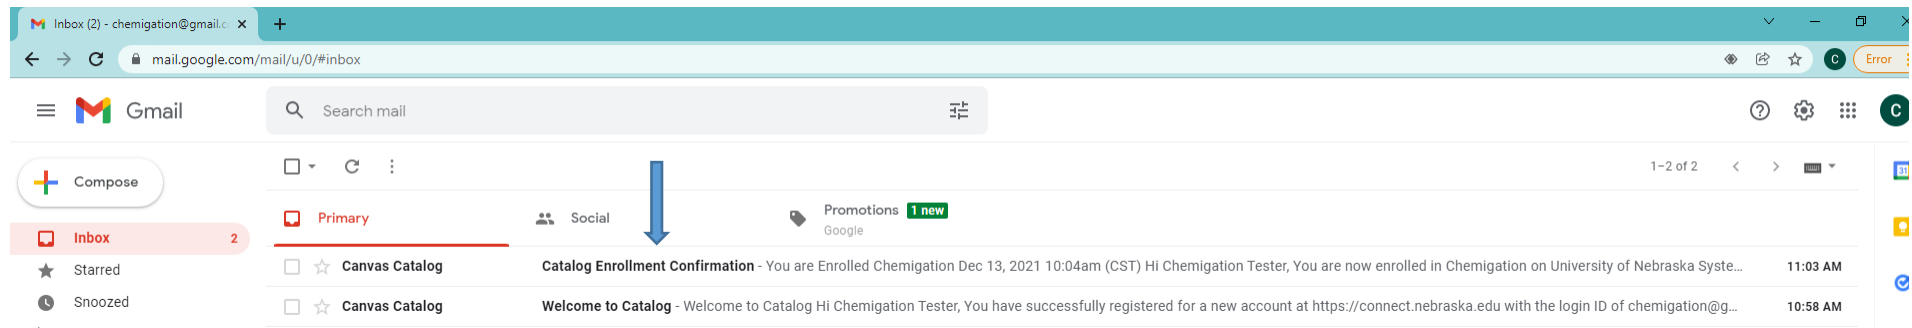 Inbox (2) - chemigation@gmail.c
mail.google.com/mail/u/0/#inbox
C
Error
Gmail
Search mail
C
Compose
1–2 of 2
31
Primary
Social
Promotions 1 new
Google
Inbox 2
Canvas Catalog Catalog Enrollment Confirmation - You are Enrolled Chemigation Dec 13, 2021 10:04am (CST) Hi Chemigation Tester, You are now enrolled in Chemigation on University of Nebraska Syste... 11:03 AM
Starred
Canvas Catalog Welcome to Catalog - Welcome to Catalog Hi Chemigation Tester, You have successfully registered for a new account at https://connect.nebraska.edu with the login ID of chemigation@g... 10:58 AM
Snoozed